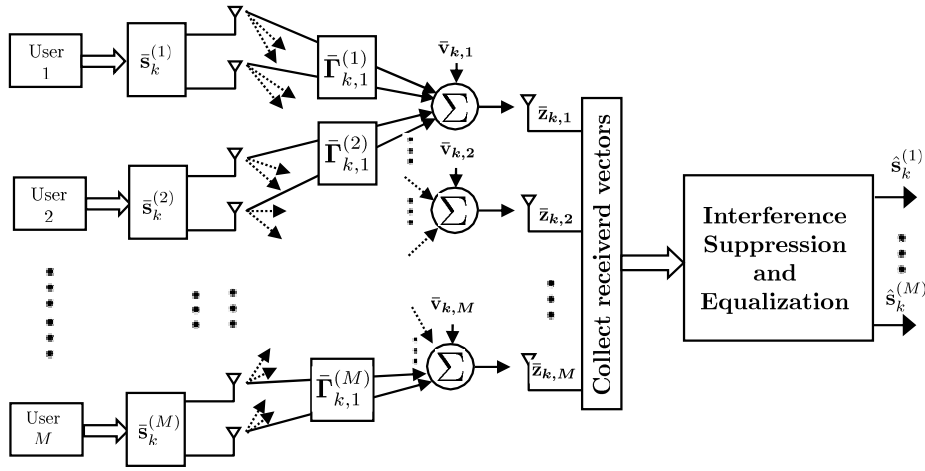 User
1
s̄_k^(1)
Γ̄_{k,1}^(1)
v̄_{k,1}
Σ
z̄_{k,1}
User
2
s̄_k^(2)
Γ̄_{k,1}^(2)
v̄_{k,2}
Σ
z̄_{k,2}
User
M
s̄_k^(M)
Γ̄_{k,1}^(M)
v̄_{k,M}
Σ
z̄_{k,M}
Collect receiverd vectors
Interference
Suppression
and
Equalization
ŝ_k^(1)
ŝ_k^(M)